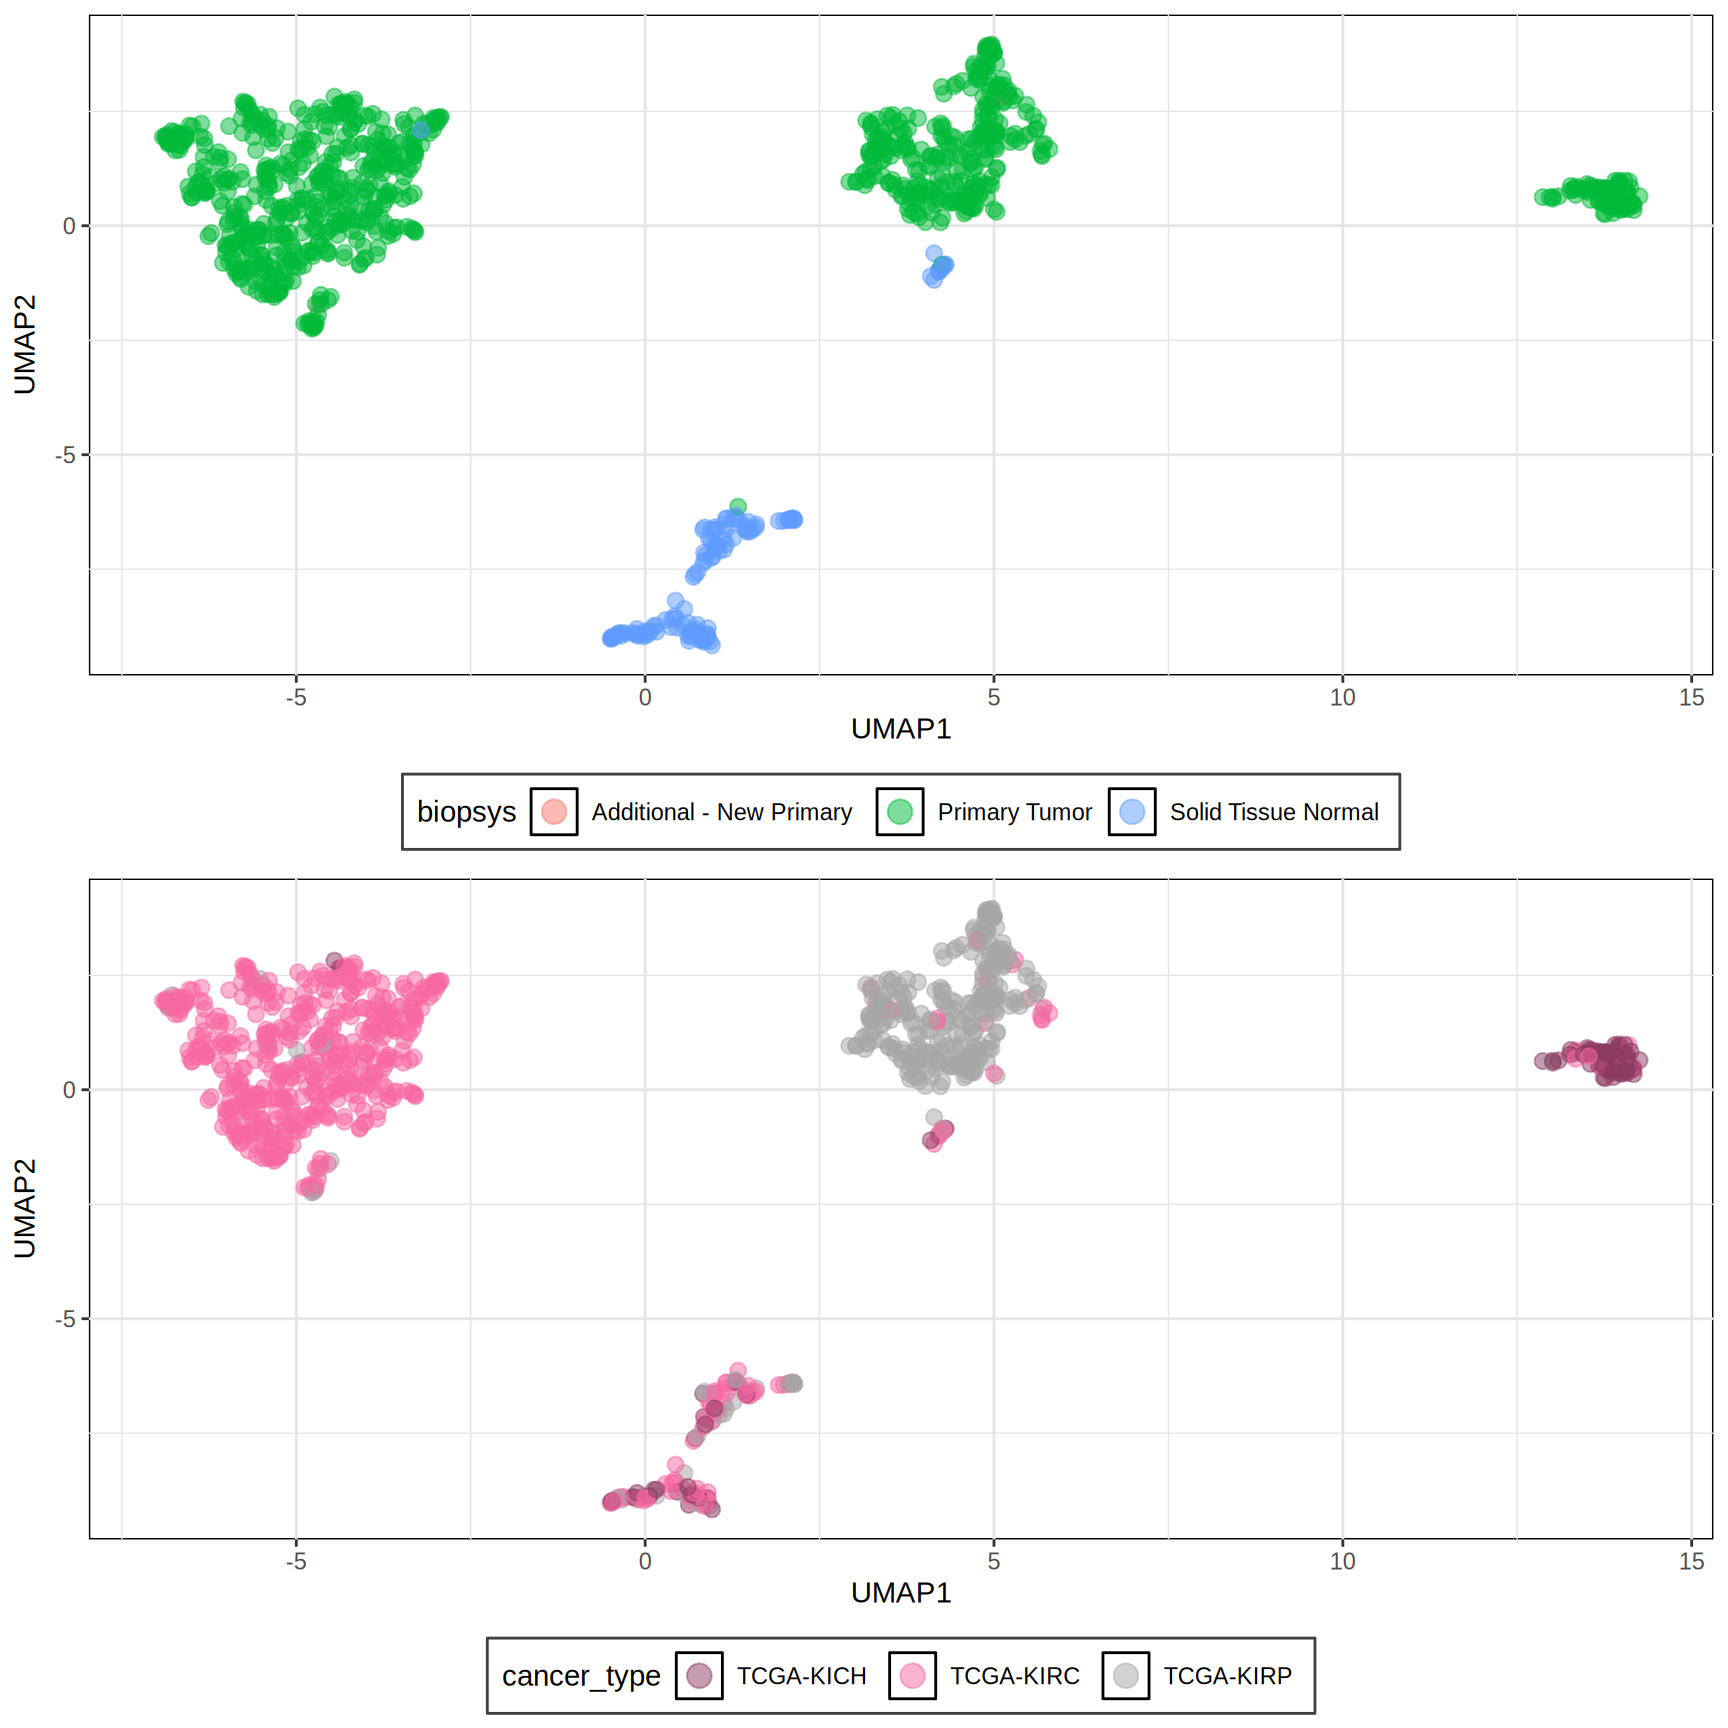 0
-5
UMAP2
-5 0 5 10 15
UMAP1
biopsys Additional - New Primary Primary Tumor Solid Tissue Normal
0
-5
UMAP2
-5 0 5 10 15
UMAP1
cancer_type TCGA-KICH TCGA-KIRC TCGA-KIRP